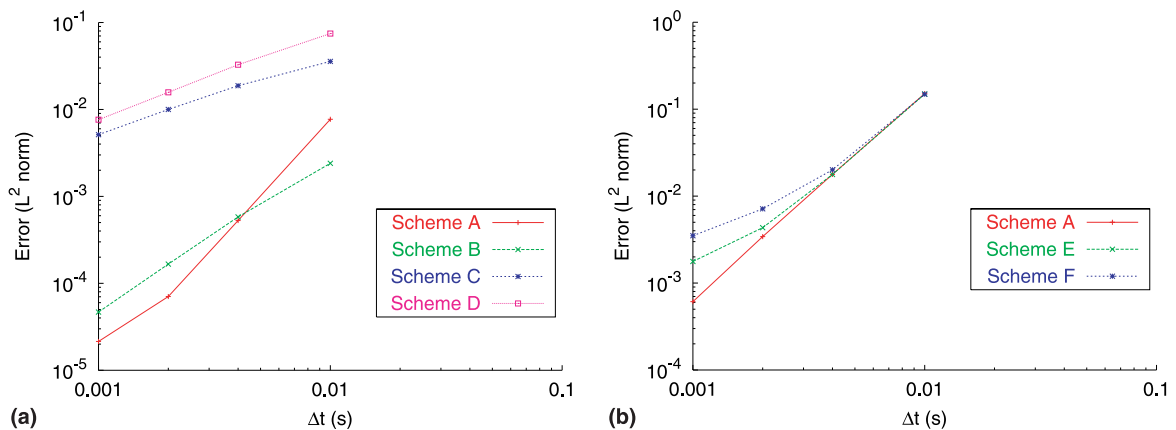 10^-1
10^-2
10^-3
10^-4
10^-5
Error (L^2 norm)
0.001
0.01
0.1
Δt (s)
Scheme A
Scheme B
Scheme C
Scheme D
(a)
10^0
10^-1
10^-2
10^-3
10^-4
Error (L^2 norm)
0.001
0.01
0.1
Δt (s)
Scheme A
Scheme E
Scheme F
(b)